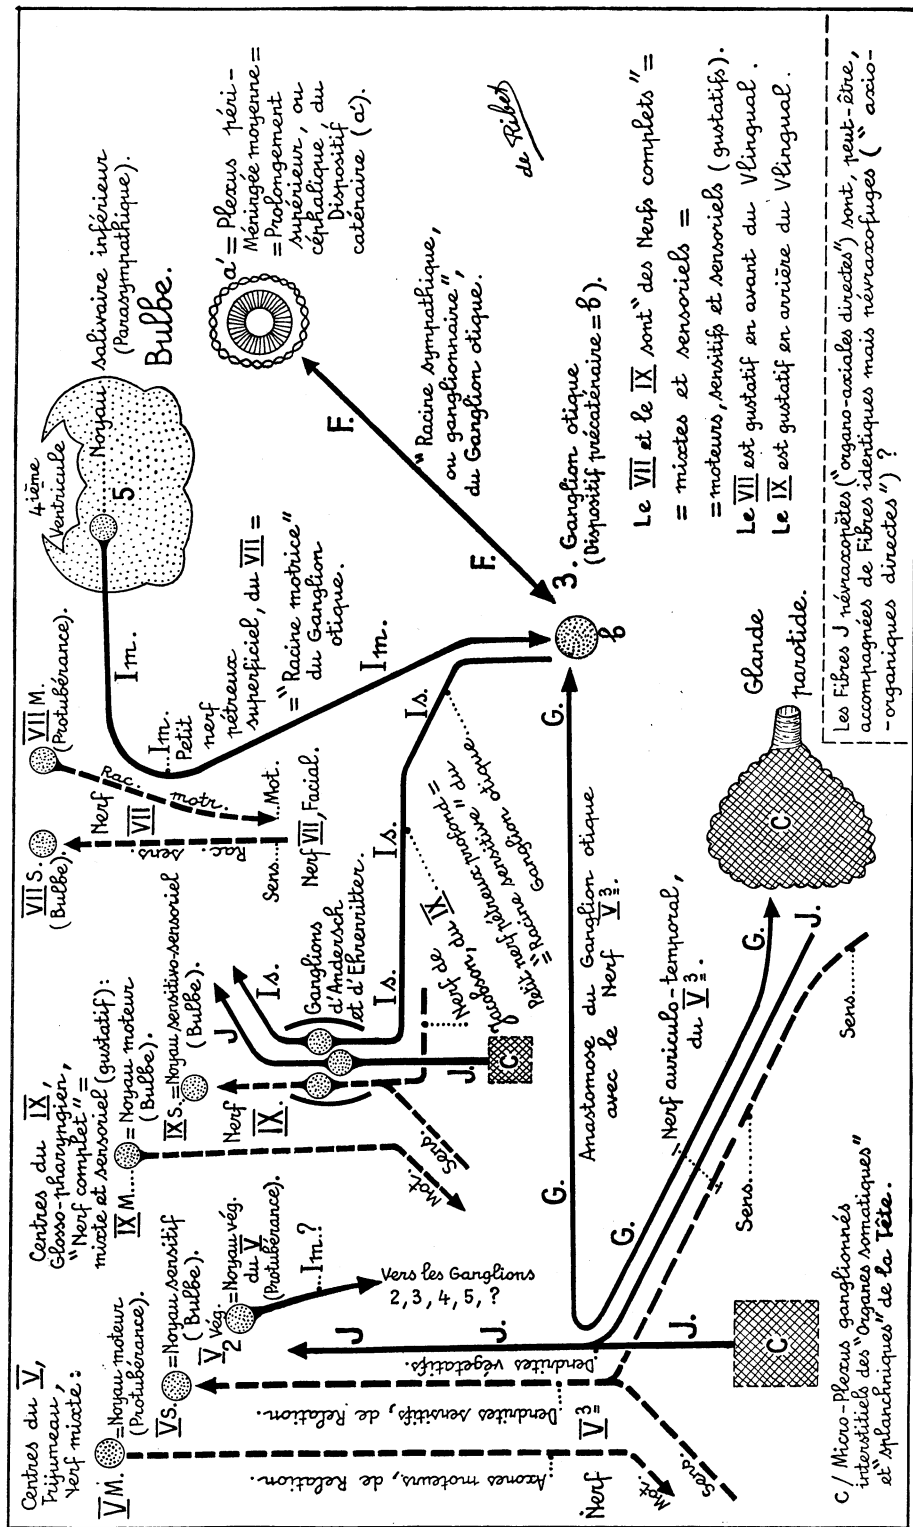 Centres du V,
Trijumeau,
Nerf mixte :
VM.
=Noyau moteur
(Protubérance).
VS.
=Noyau sensitif
(Bulbe).
V Vég.
2
=Noyau vég.
du V
(Protubérance).
Im.?
Vers les Ganglions
2, 3, 4, 5, ?
Axones moteurs, de Relation.
Dendrites sensitifs, de Relation.
Dendrites végétatifs.
Nerf V3
Mot.
Sens.
J
J.
J.
C
C / Micro-Plexus ganglionnés
interstitiels des "Organes somatiques"
et "splanchniques" de la Tête.
Centres du IX,
Glosso-pharyngien,
"Nerf complet" =
mixte et sensoriel (gustatif):
IX M.
= Noyau moteur
(Bulbe).
IX S.
=Noyau sensitivo-sensoriel
(Bulbe).
Nerf
IX.
Mot.
Sens
J
Is.
Ganglions
d'Andersch
et d'Ehrenritter.
J.
C
Is.
Is.
Is.
Nerf de
Jacobson, du IX.
Petit nerf pétreux profond =
="Racine sensitive" du
Ganglion otique.
VII S.
(Bulbe).
VII M.
(Protubérance).
Nerf
VII
Rac.
sens.
Rac.
motr.
Sens.
Mot.
Nerf VII, Facial.
4ième
Ventricule
5
Noyau salivaire inférieur
(Parasympathique).
Bulbe.
Im.
Im.
Petit
nerf
pétreux
superficiel, du VII =
="Racine motrice"
du Ganglion
otique.
Im.
a' = Plexus péri-
Méningée moyenne =
=Prolongement
supérieur, ou
céphalique, du
Dispositif
caténaire (a').
F.
F.
"Racine sympathique,
ou ganglionnaire",
du Ganglion otique.
de Ribet
3. Ganglion otique
(Dispositif précaténaire = b).
b
G.
G.
Anastomose du Ganglion otique
avec le Nerf V3.
Nerf auriculo-temporal,
du V3.
G.
G.
J.
Sens.
Sens.
C
Glande
parotide.
Le VII et le IX sont "des Nerfs complets" =
= mixtes et sensoriels =
=moteurs, sensitifs et sensoriels (gustatifs).
Le VII est gustatif en avant du V lingual.
Le IX est gustatif en arrière du V lingual.
Les Fibres J névraxopètes ("organo-axiales directes") sont, peut-être,
accompagnées de Fibres identiques mais névraxofuges ("axio-
-organiques directes") ?